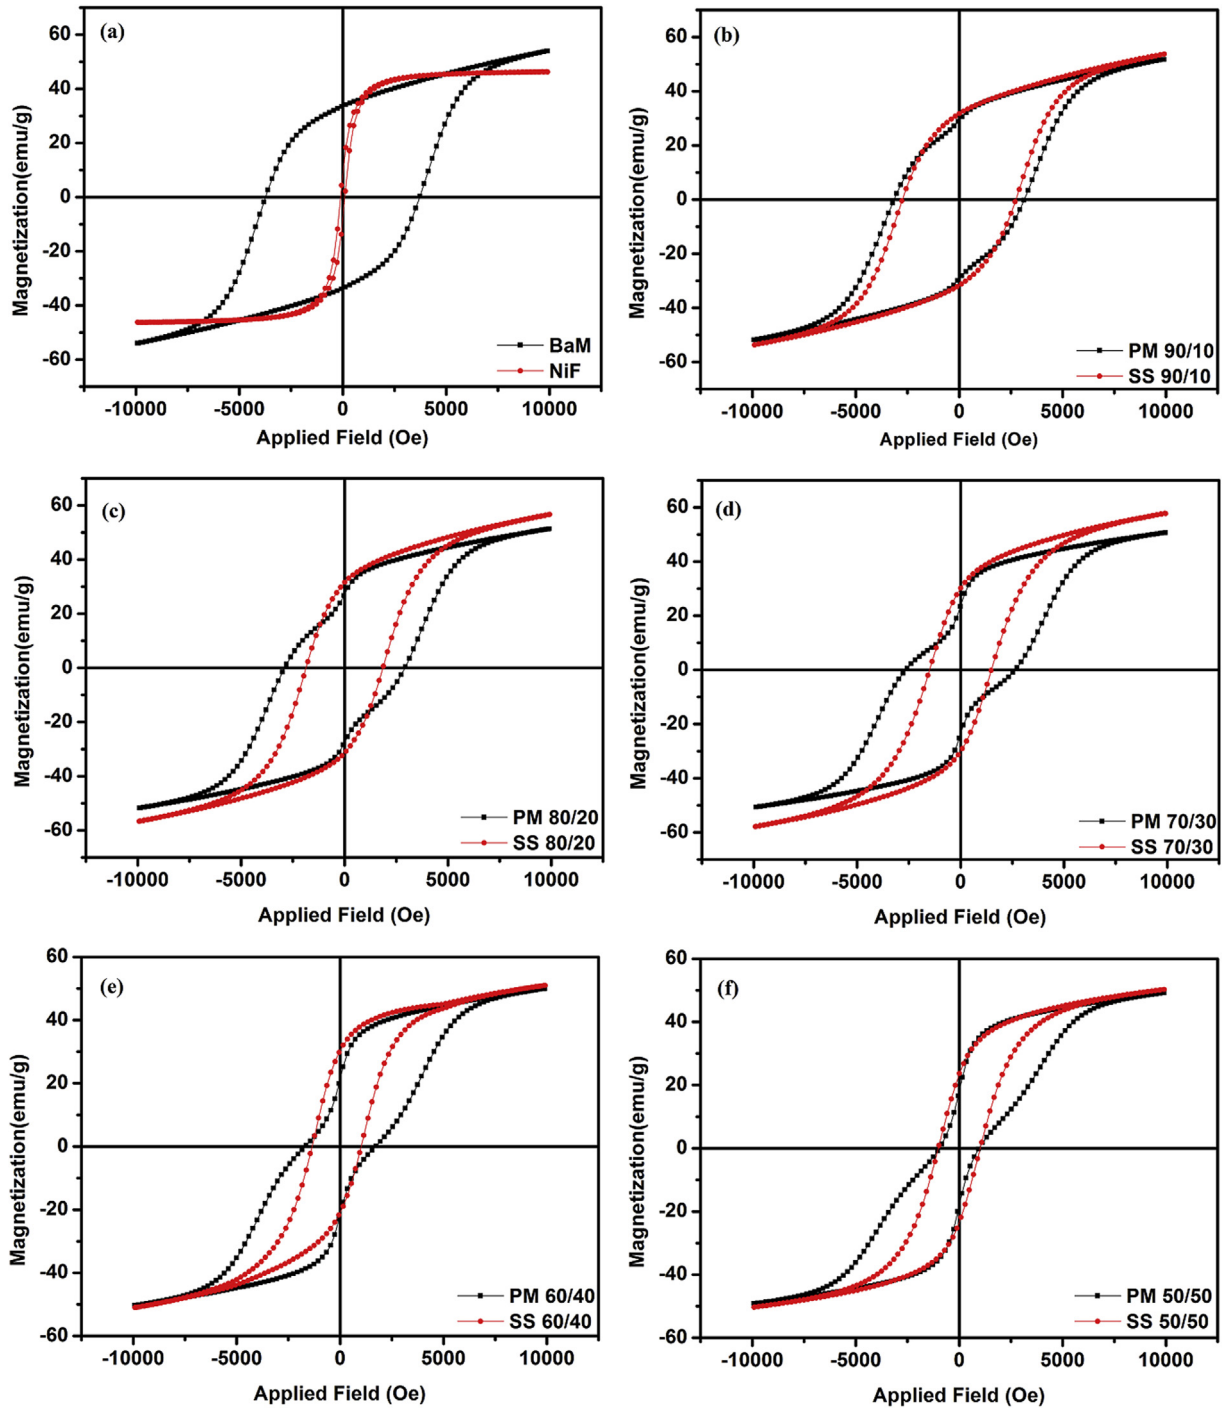 (a)
60
40
20
0
-20
-40
-60
Magnetization(emu/g)
BaM
NiF
-10000 -5000 0 5000 10000
Applied Field (Oe)
(b)
60
40
20
0
-20
-40
-60
Magnetization(emu/g)
PM 90/10
SS 90/10
-10000 -5000 0 5000 10000
Applied Field (Oe)
(c)
60
40
20
0
-20
-40
-60
Magnetization(emu/g)
PM 80/20
SS 80/20
-10000 -5000 0 5000 10000
Applied Field (Oe)
(d)
60
40
20
0
-20
-40
-60
Magnetization(emu/g)
PM 70/30
SS 70/30
-10000 -5000 0 5000 10000
Applied Field (Oe)
(e)
60
40
20
0
-20
-40
-60
Magnetization(emu/g)
PM 60/40
SS 60/40
-10000 -5000 0 5000 10000
Applied Field (Oe)
(f)
60
40
20
0
-20
-40
-60
Magnetization(emu/g)
PM 50/50
SS 50/50
-10000 -5000 0 5000 10000
Applied Field (Oe)